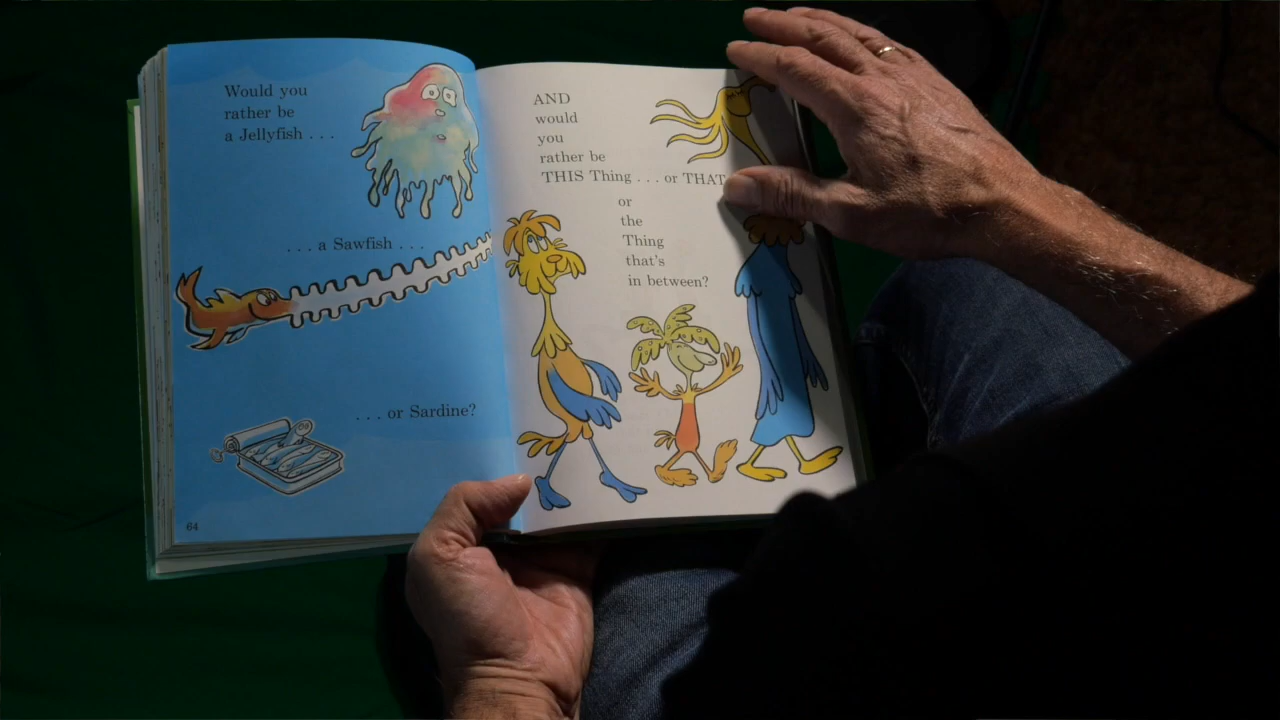 Would you
rather be
a Jellyfish . . .
. . . a Sawfish . . .
. . . or Sardine?
64
AND
would
you
rather be
THIS Thing . . . or THAT
or
the
Thing
that's
in between?